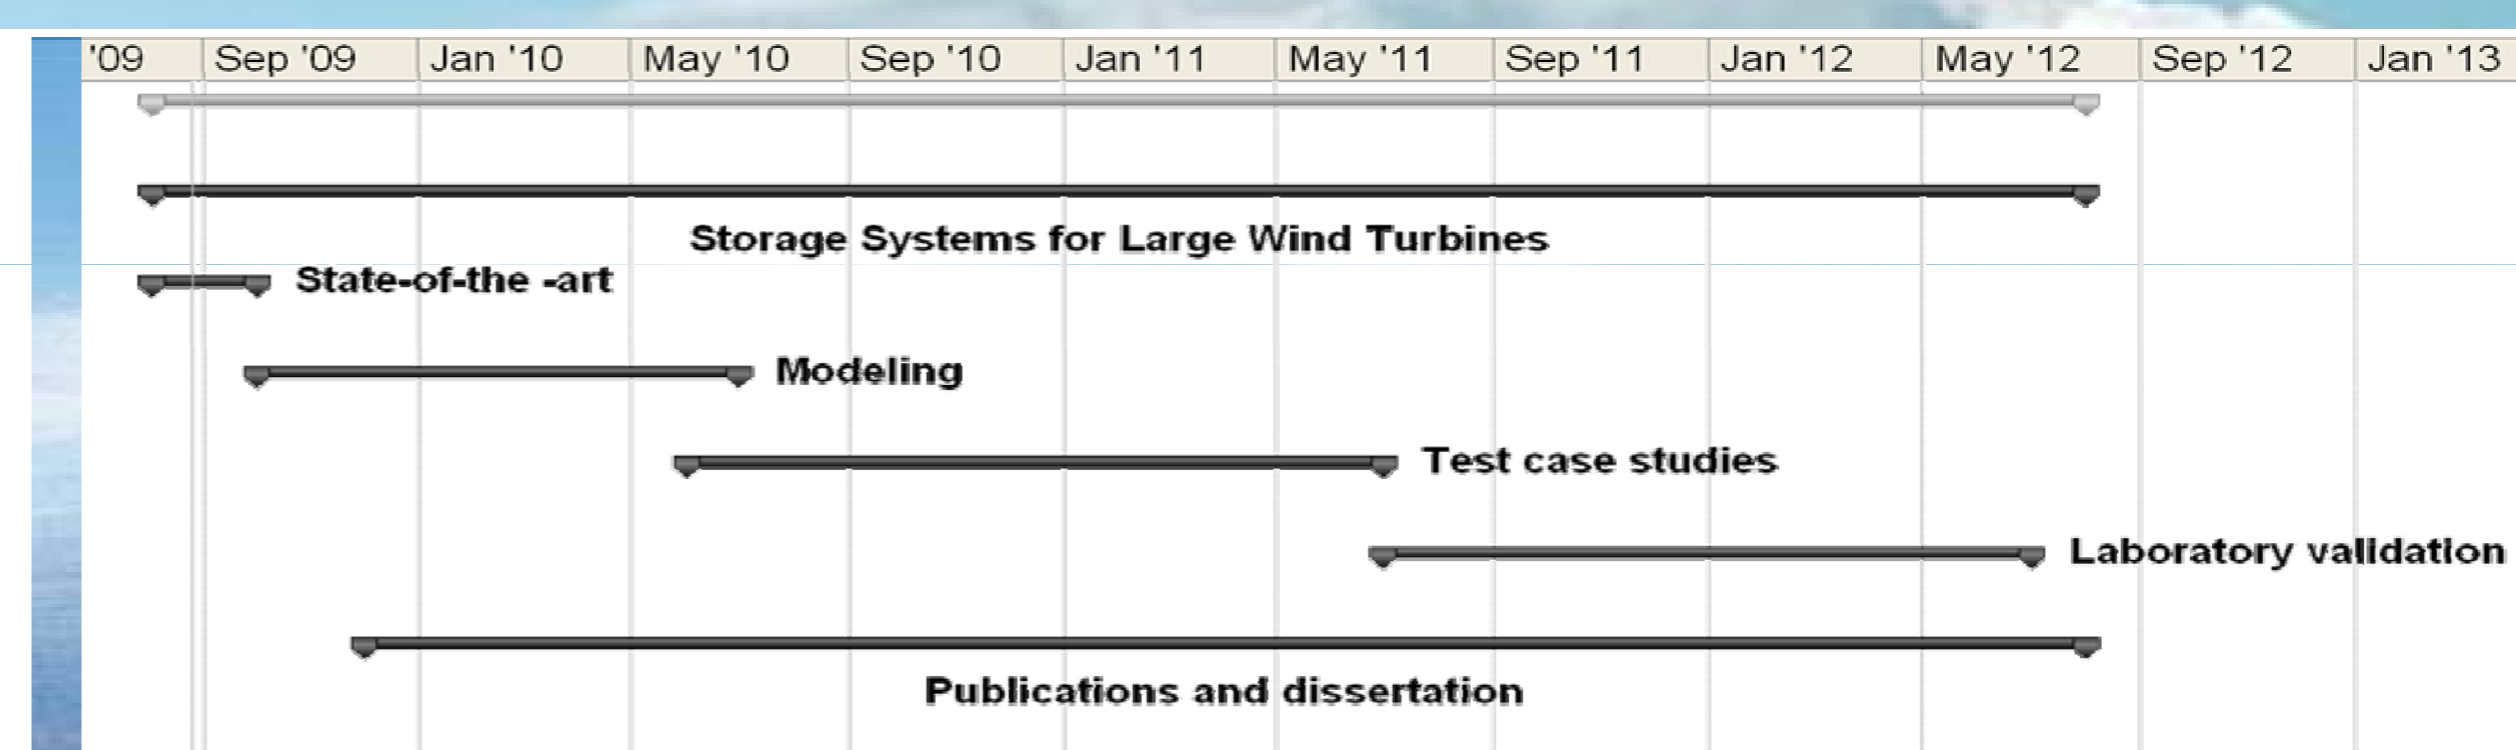 '09 Sep '09 Jan '10 May '10 Sep '10 Jan '11 May '11 Sep '11 Jan '12 May '12 Sep '12 Jan '13
Storage Systems for Large Wind Turbines
State-of-the -art
Modeling
Test case studies
Laboratory validation
Publications and dissertation